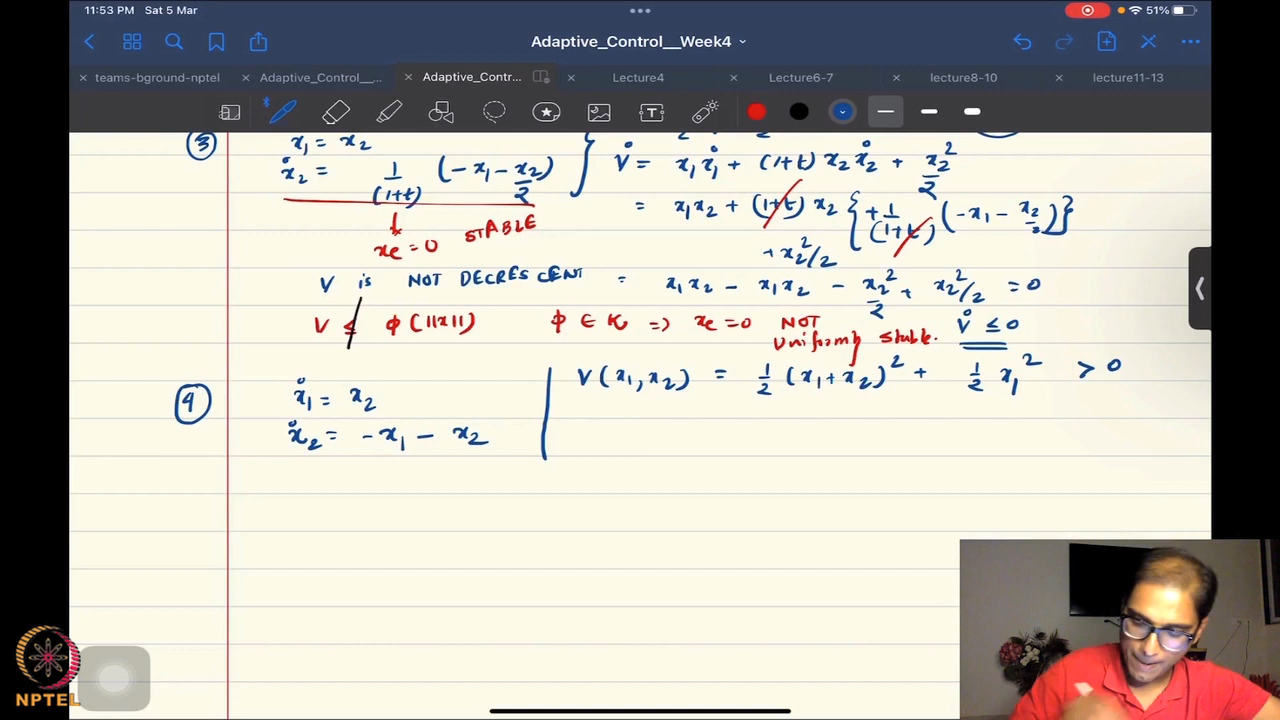 11:53 PM Sat 5 Mar
51%
Adaptive_Control__Week4
teams-bground-nptel Adaptive_Control__... Adaptive_Contr... Lecture4 Lecture6-7 lecture8-10 lecture11-13
③ ẋ₁ = x₂
ẋ₂ = 1/(1+t) (-x₁ - x₂/2) }
V̇ = x₁ẋ₁ + (1+t) x₂ẋ₂ + x₂²/2
= x₁x₂ + (1+t) x₂ { +1/(1+t) (-x₁ - x₂/2) }
+ x₂²/2
xe = 0 STABLE
V is NOT DECRESCENT = x₁x₂ - x₁x₂ - x₂²/2 + x₂²/2 = 0
V ≰ φ(||x||) φ ∈ K => xe = 0 NOT Uniformly stable. V̇ ≤ 0
④ ẋ₁ = x₂
ẋ₂ = -x₁ - x₂
V(x₁, x₂) = 1/2 (x₁+x₂)² + 1/2 x₁² > 0
NPTEL